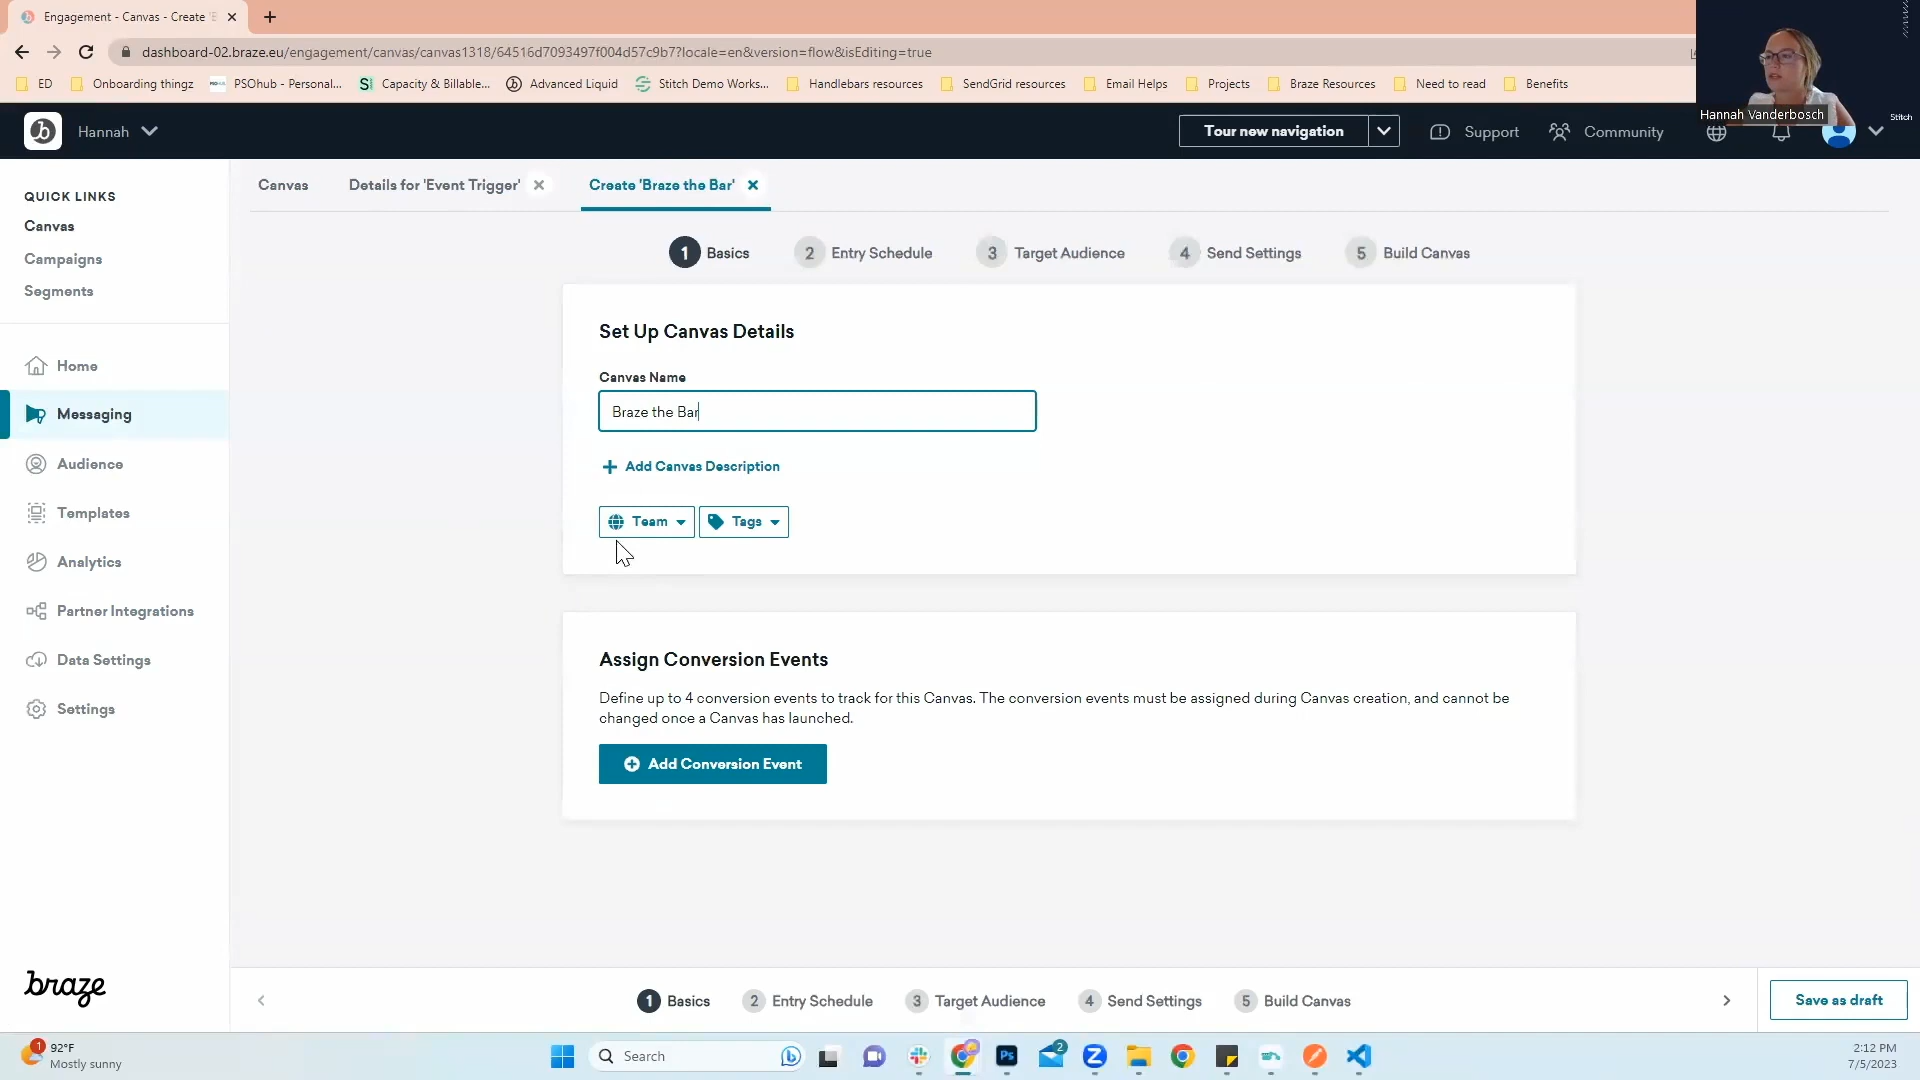 Engagement - Canvas - Create
dashboard-02.braze.eu/engagement/canvas/canvas1318/64516d7093497f004d57c9b7?locale=en&version=flow&isEditing=true
ED
Onboarding thingz
PSOhub - Personal...
Capacity & Billable...
Advanced Liquid
Stitch Demo Works...
Handlebars resources
SendGrid resources
Email Helps
Projects
Braze Resources
Need to read
Benefits
Hannah Vanderbosch
Stitch
Hannah
Tour new navigation
Support
Community
QUICK LINKS
Canvas
Campaigns
Segments
Home
Messaging
Audience
Templates
Analytics
Partner Integrations
Data Settings
Settings
braze
Canvas
Details for 'Event Trigger'
Create 'Braze the Bar'
1 Basics
2 Entry Schedule
3 Target Audience
4 Send Settings
5 Build Canvas
Set Up Canvas Details
Canvas Name
Braze the Bar
Add Canvas Description
Team
Tags
Assign Conversion Events
Define up to 4 conversion events to track for this Canvas. The conversion events must be assigned during Canvas creation, and cannot be
changed once a Canvas has launched.
Add Conversion Event
1 Basics
2 Entry Schedule
3 Target Audience
4 Send Settings
5 Build Canvas
Save as draft
1
92°F
Mostly sunny
Search
Ps
2
2:12 PM
7/5/2023